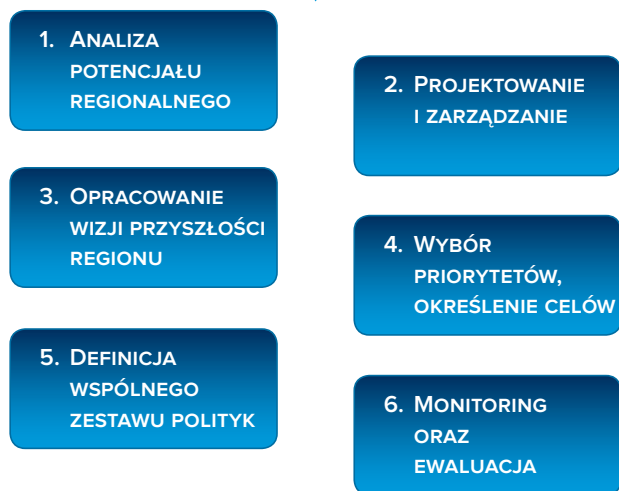 1. Analiza
potencjału
regionalnego
2. Projektowanie
i zarządzanie
3. Opracowanie
wizji przyszłości
regionu
4. Wybór
priorytetów,
określenie celów
5. Definicja
wspólnego
zestawu polityk
6. Monitoring
oraz
ewaluacja